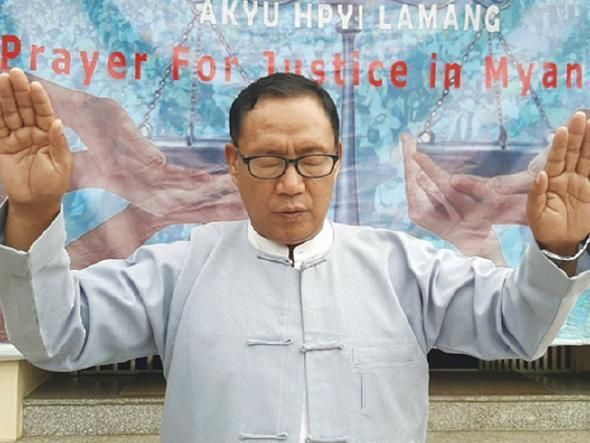 AKYU HPYI LAMANG
Prayer For Justice in Myan